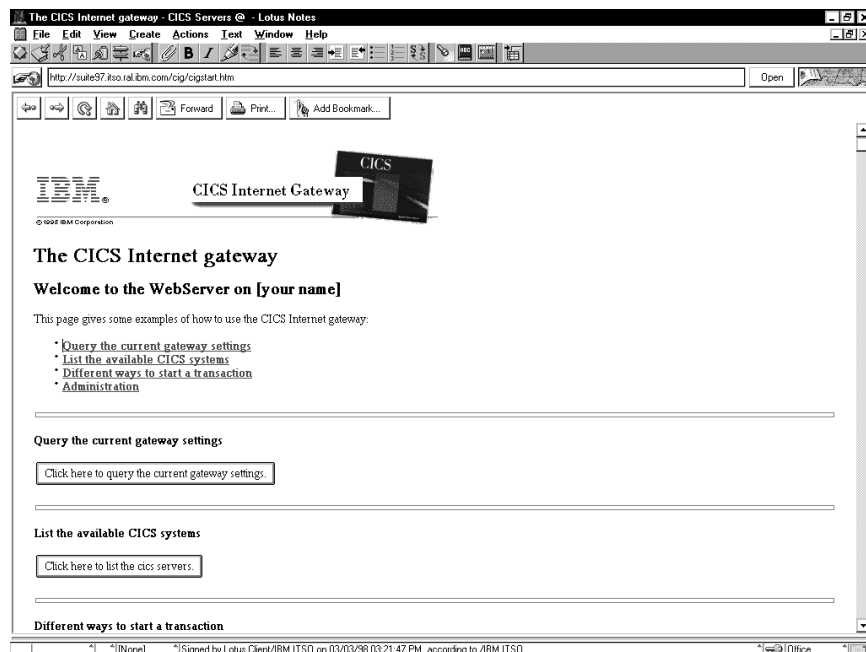 The CICS Internet gateway - CICS Servers @ - Lotus Notes
File Edit View Create Actions Text Window Help
http://suite97.itso.ral.ibm.com/cig/cigstart.htm Open
Forward Print... Add Bookmark...
CICS
IBM® CICS Internet Gateway
© 1995 IBM Corporation
The CICS Internet gateway
Welcome to the WebServer on [your name]
This page gives some examples of how to use the CICS Internet gateway:
• Query the current gateway settings
• List the available CICS systems
• Different ways to start a transaction
• Administration
Query the current gateway settings
Click here to query the current gateway settings.
List the available CICS systems
Click here to list the cics servers.
Different ways to start a transaction
[None] Signed by Lotus Client/IBM ITSO on 03/03/98 03:21:47 PM, according to /IBM ITSO Office